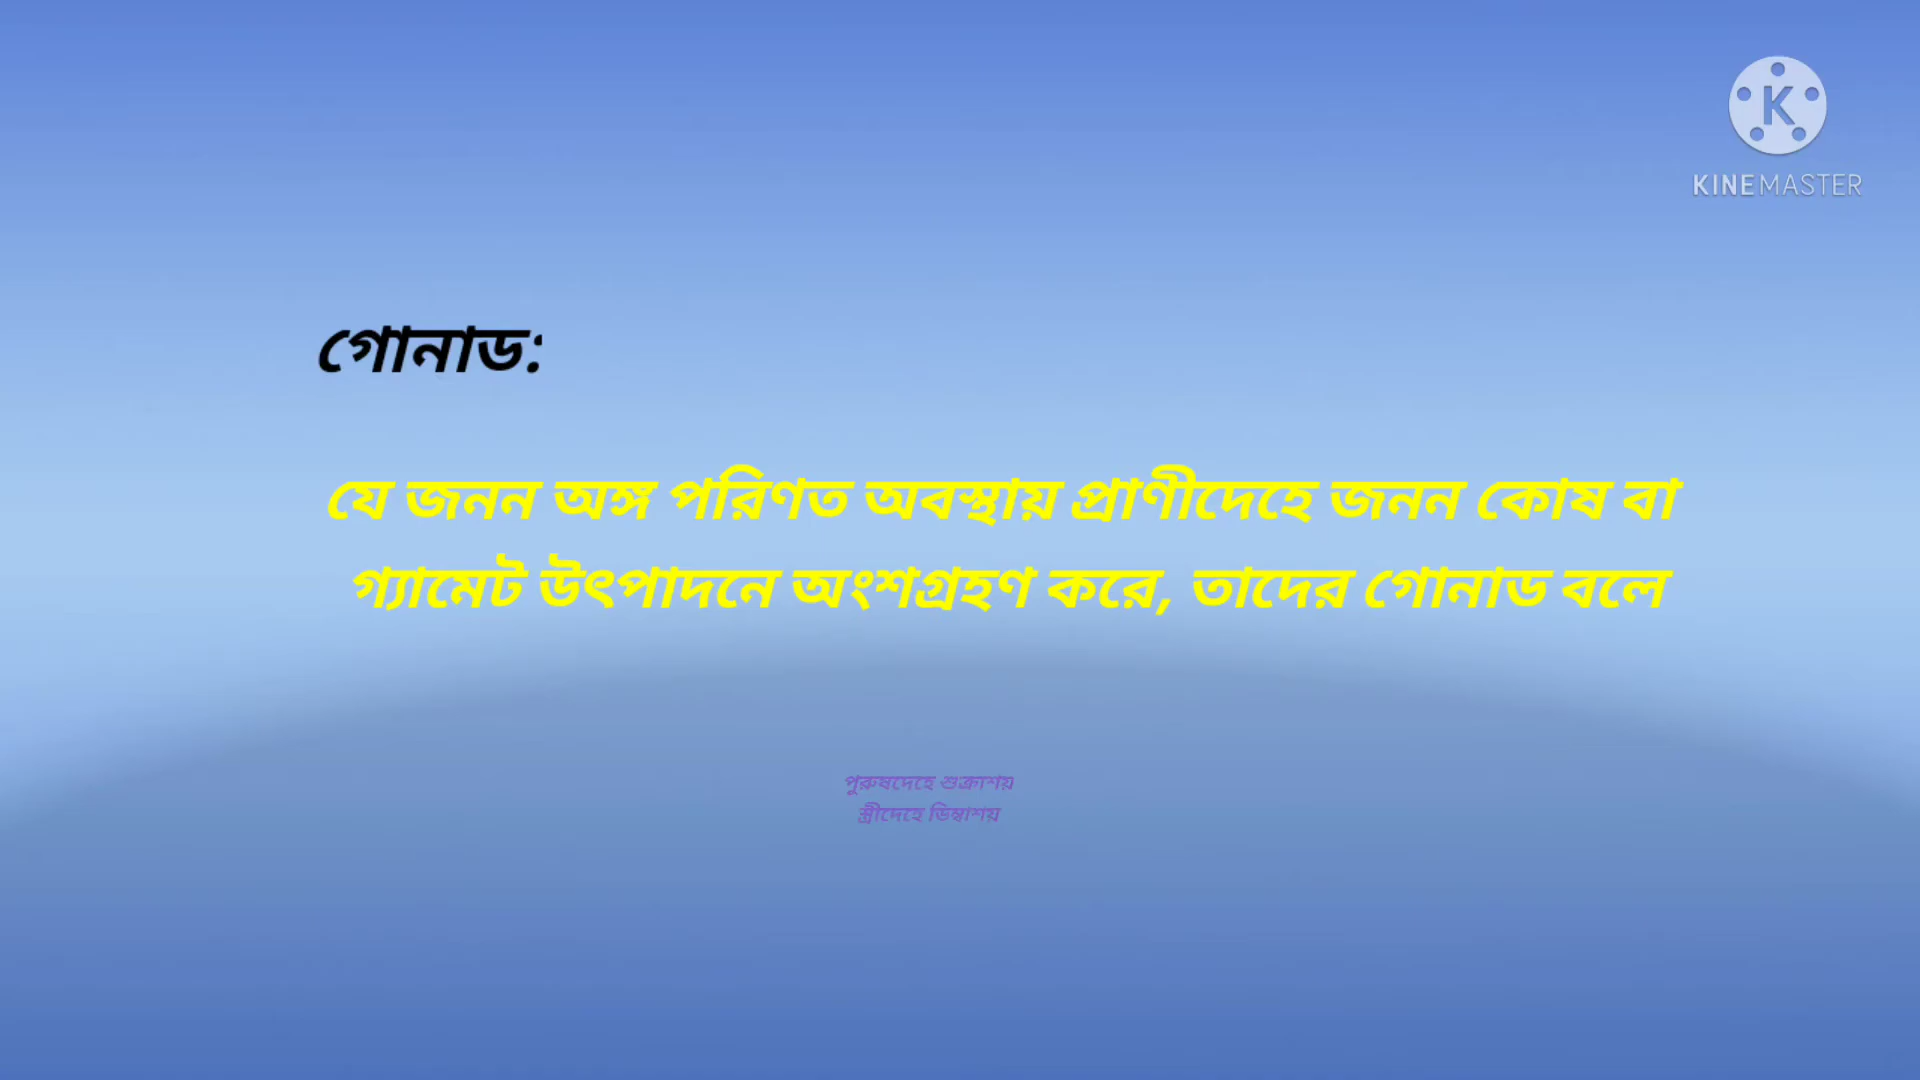 KINEMASTER
গোনাড:
যে জনন অঙ্গ পরিণত অবস্থায় প্রাণীদেহে জনন কোষ বা
গ্যামেট উৎপাদনে অংশগ্রহণ করে, তাদের গোনাড বলে
পুরুষদেহে শুক্রাশয়
স্ত্রীদেহে ডিম্বাশয়